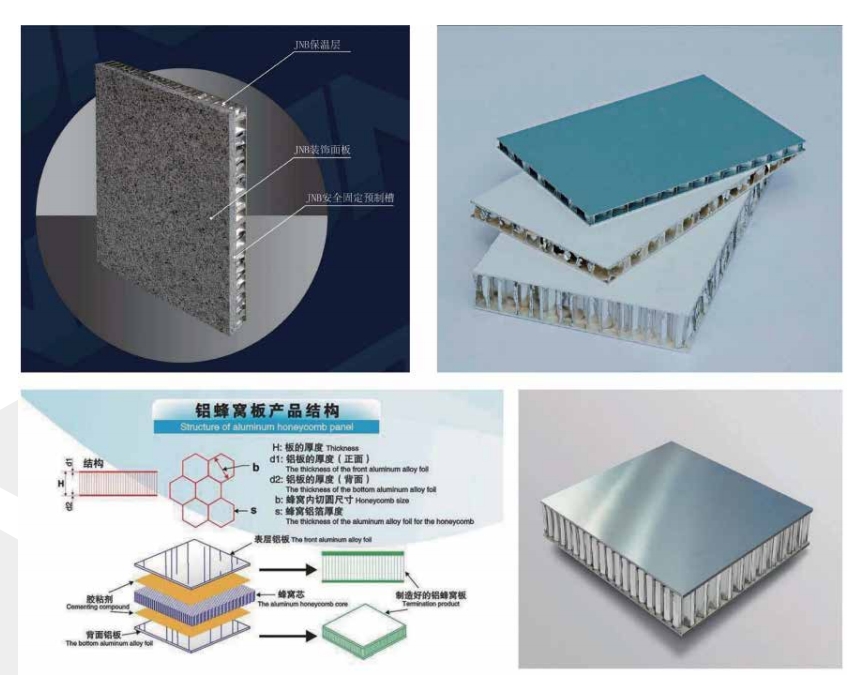 JNB保温层
JNB装饰面板
JNB安全固定预制槽
铝蜂窝板产品结构
Structure of aluminum honeycomb panel
结构
d1
H
d2
b
s
H: 板的厚度 Thickness
d1: 铝板的厚度（正面）
The thickness of the front aluminum alloy foil
d2: 铝板的厚度（背面）
The thickness of the bottom aluminum alloy foil
b: 蜂窝内切圆尺寸 Honeycomb size
s: 蜂窝铝箔厚度
The thickness of the aluminum alloy foil for the honeycomb
表层铝板 The front aluminum alloy foil
胶粘剂
Cementing compound
蜂窝芯
The aluminum honeycomb core
制造好的铝蜂窝板
Termination product
背面铝板
The bottom aluminum alloy foil